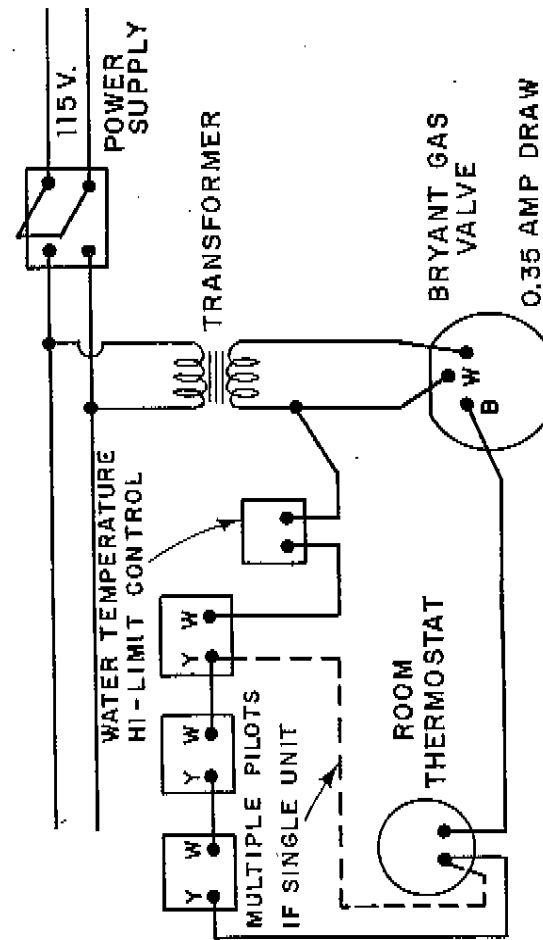 115 V.
POWER
SUPPLY
WATER TEMPERATURE
HI-LIMIT CONTROL
Y W
Y W
Y W
TRANSFORMER
MULTIPLE PILOTS
IF SINGLE UNIT
ROOM
THERMOSTAT
BRYANT GAS
VALVE
W
B
0.35 AMP DRAW